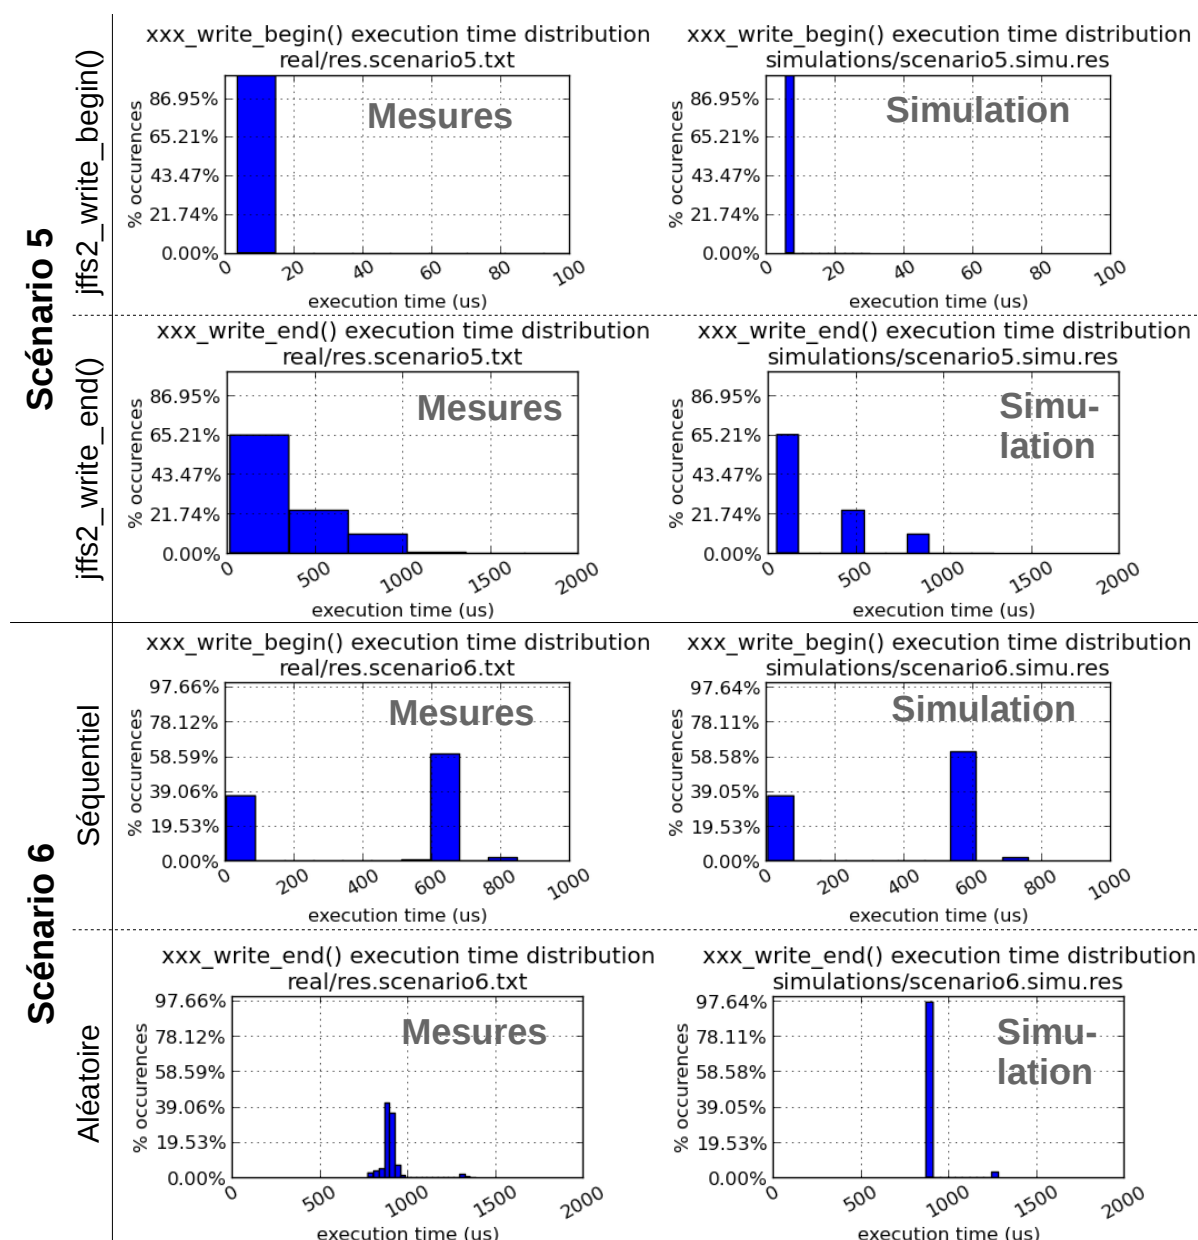 Scénario 5
jffs2_write_begin()
xxx_write_begin() execution time distribution
real/res.scenario5.txt
Mesures
% occurences
86.95%
65.21%
43.47%
21.74%
0.00%
0 20 40 60 80 100
execution time (us)
xxx_write_begin() execution time distribution
simulations/scenario5.simu.res
Simulation
% occurences
86.95%
65.21%
43.47%
21.74%
0.00%
0 20 40 60 80 100
execution time (us)
jffs2_write_end()
xxx_write_end() execution time distribution
real/res.scenario5.txt
Mesures
% occurences
86.95%
65.21%
43.47%
21.74%
0.00%
0 500 1000 1500 2000
execution time (us)
xxx_write_end() execution time distribution
simulations/scenario5.simu.res
Simu-
lation
% occurences
86.95%
65.21%
43.47%
21.74%
0.00%
0 500 1000 1500 2000
execution time (us)
Scénario 6
Séquentiel
xxx_write_begin() execution time distribution
real/res.scenario6.txt
Mesures
% occurences
97.66%
78.12%
58.59%
39.06%
19.53%
0.00%
0 200 400 600 800 1000
execution time (us)
xxx_write_begin() execution time distribution
simulations/scenario6.simu.res
Simulation
% occurences
97.64%
78.11%
58.58%
39.05%
19.53%
0.00%
0 200 400 600 800 1000
execution time (us)
Aléatoire
xxx_write_end() execution time distribution
real/res.scenario6.txt
Mesures
% occurences
97.66%
78.12%
58.59%
39.06%
19.53%
0.00%
0 500 1000 1500 2000
execution time (us)
xxx_write_end() execution time distribution
simulations/scenario6.simu.res
Simu-
lation
% occurences
97.64%
78.11%
58.58%
39.05%
19.53%
0.00%
0 500 1000 1500 2000
execution time (us)